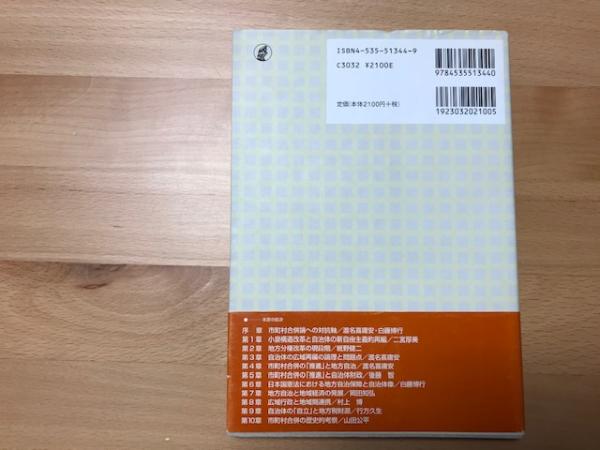 ISBN4-535-51344-9
C3032 ¥2100E
定価(本体2100円+税)
9784535513440
1923032021005
序 章 市町村合併論への対抗軸/渡名喜庸安・白藤博行
第1章 小泉構造改革と自治体の新自由主義的再編/二宮厚美
第2章 地方分権改革の現段階/晴野健二
第3章 自治体の広域再編の論理と問題点/渡名喜庸安
第4章 市町村合併の「推進」と地方自治/渡名喜庸安
第5章 市町村合併の「推進」と自治体財政/後藤 智
第6章 日本国憲法における地方自治保障と自治体像/白藤博行
第7章 地方自治と地域経済の発展/岡田知弘
第8章 広域行政と地域間連携/村上 博
第9章 自治体の「自立」と地方税財源/行方久生
第10章 市町村合併の歴史的考察/山田公平